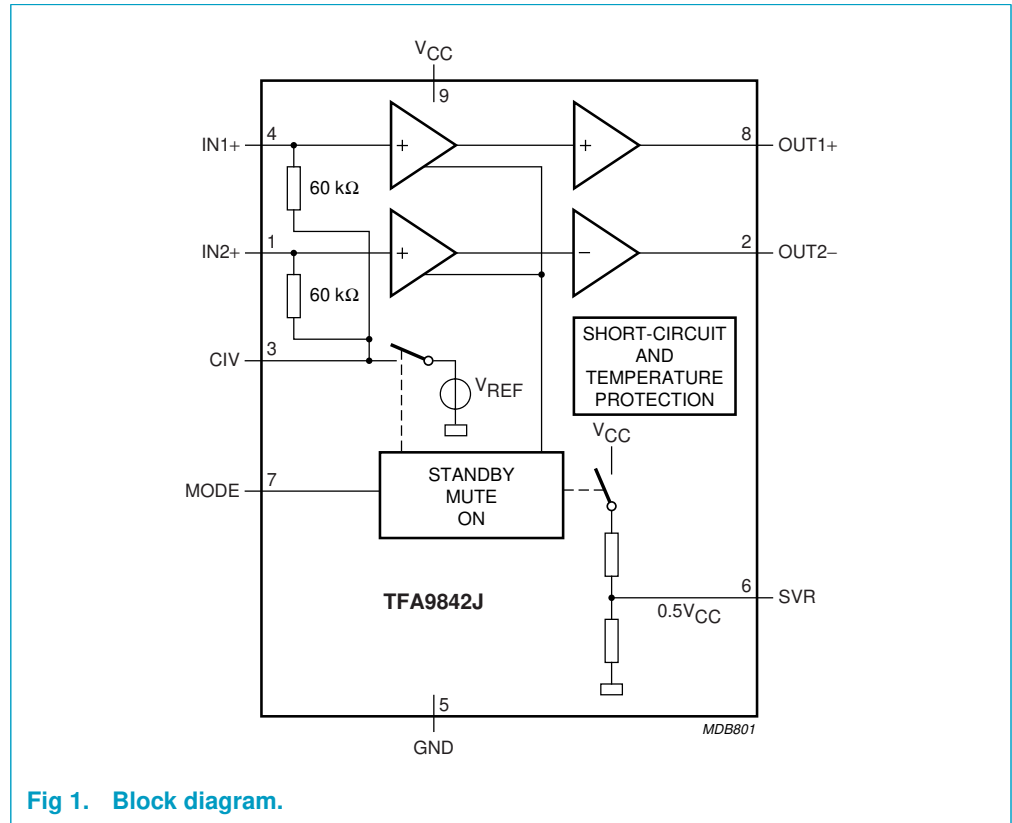 VCC
9
IN1+ 4 + + 8 OUT1+
60 kΩ
IN2+ 1 + − 2 OUT2−
60 kΩ
SHORT-CIRCUIT
AND
TEMPERATURE
PROTECTION
CIV 3
VREF
VCC
MODE 7
STANDBY
MUTE
ON
TFA9842J
6 SVR
0.5VCC
5
GND
MDB801
Fig 1. Block diagram.